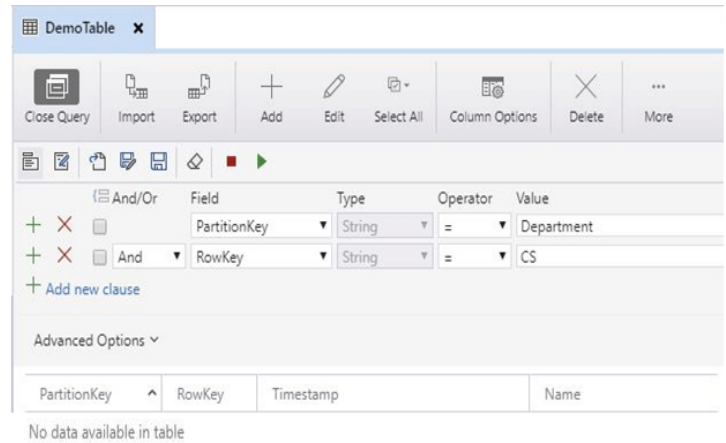 DemoTable
Close Query Import Export Add Edit Select All Column Options Delete More
And/Or Field Type Operator Value
PartitionKey String = Department
And RowKey String = CS
Add new clause
Advanced Options
PartitionKey RowKey Timestamp Name
No data available in table